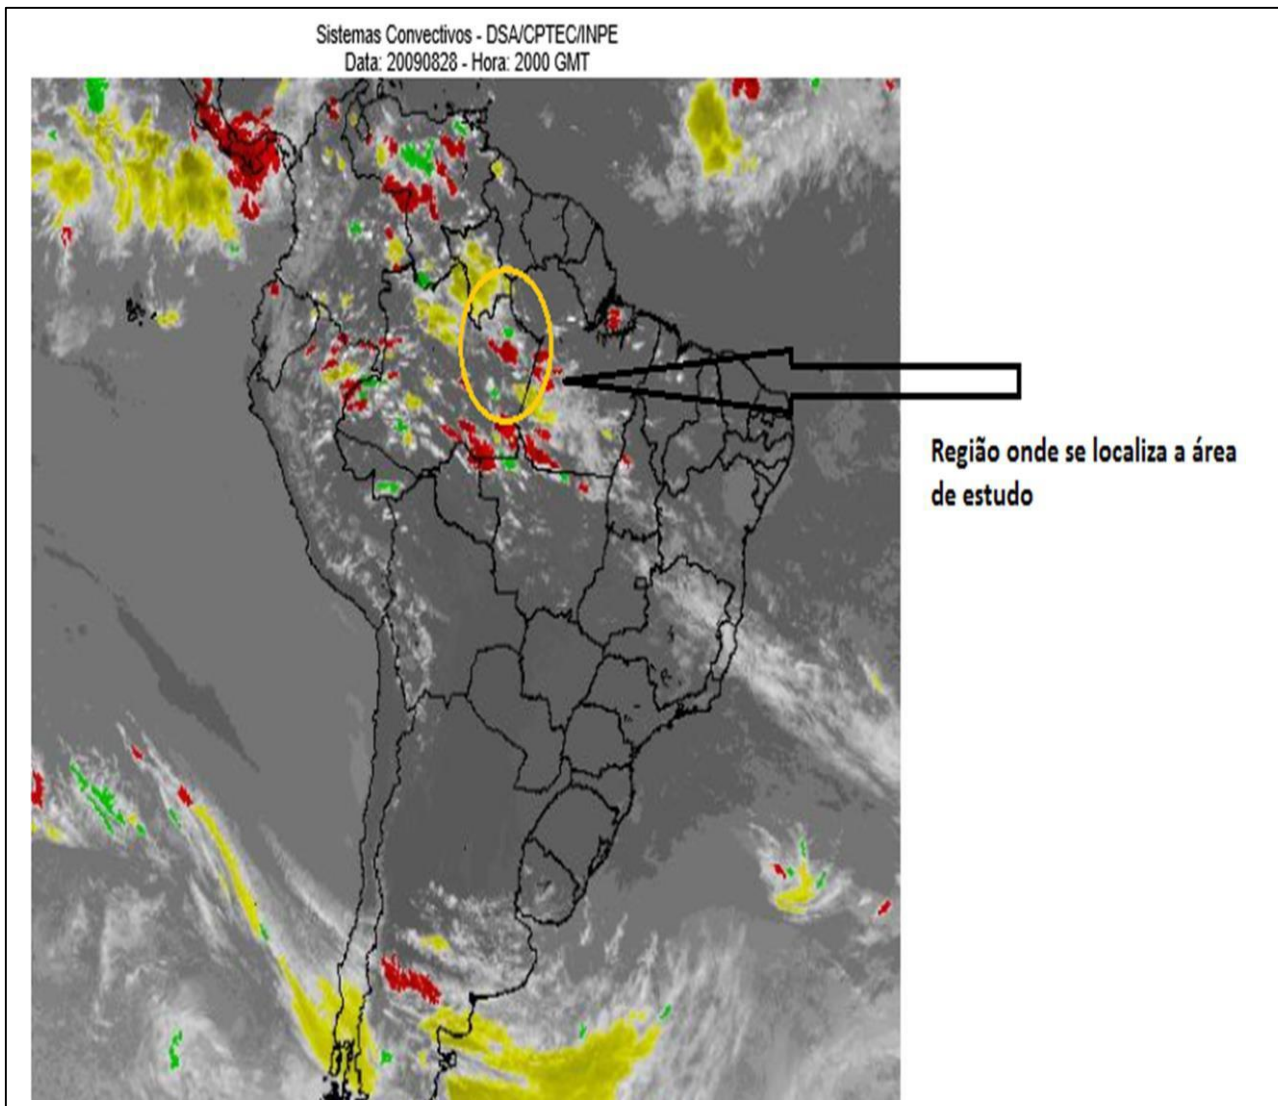 Sistemas Convectivos - DSA/CPTEC/INPE
Data: 20090828 - Hora: 2000 GMT
Região onde se localiza a área
de estudo